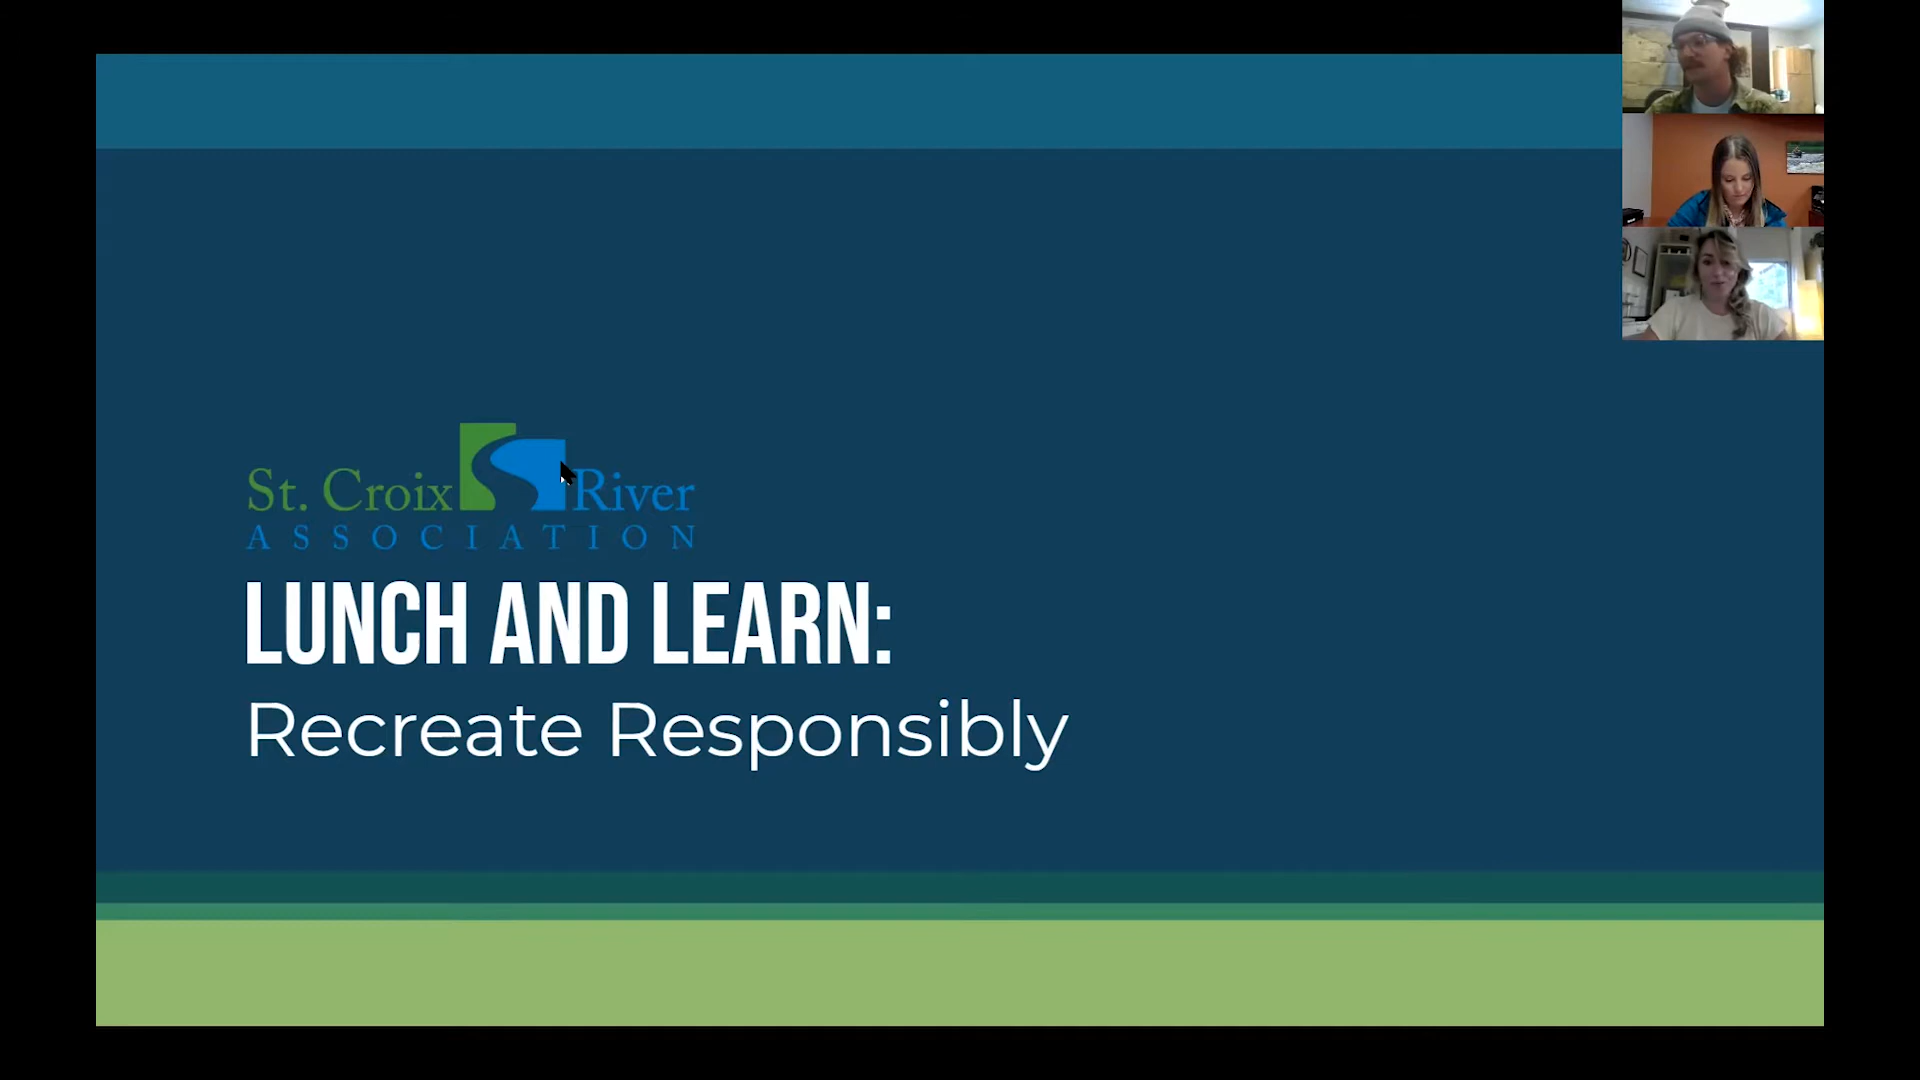 St. Croix River
ASSOCIATION
LUNCH AND LEARN:
Recreate Responsibly